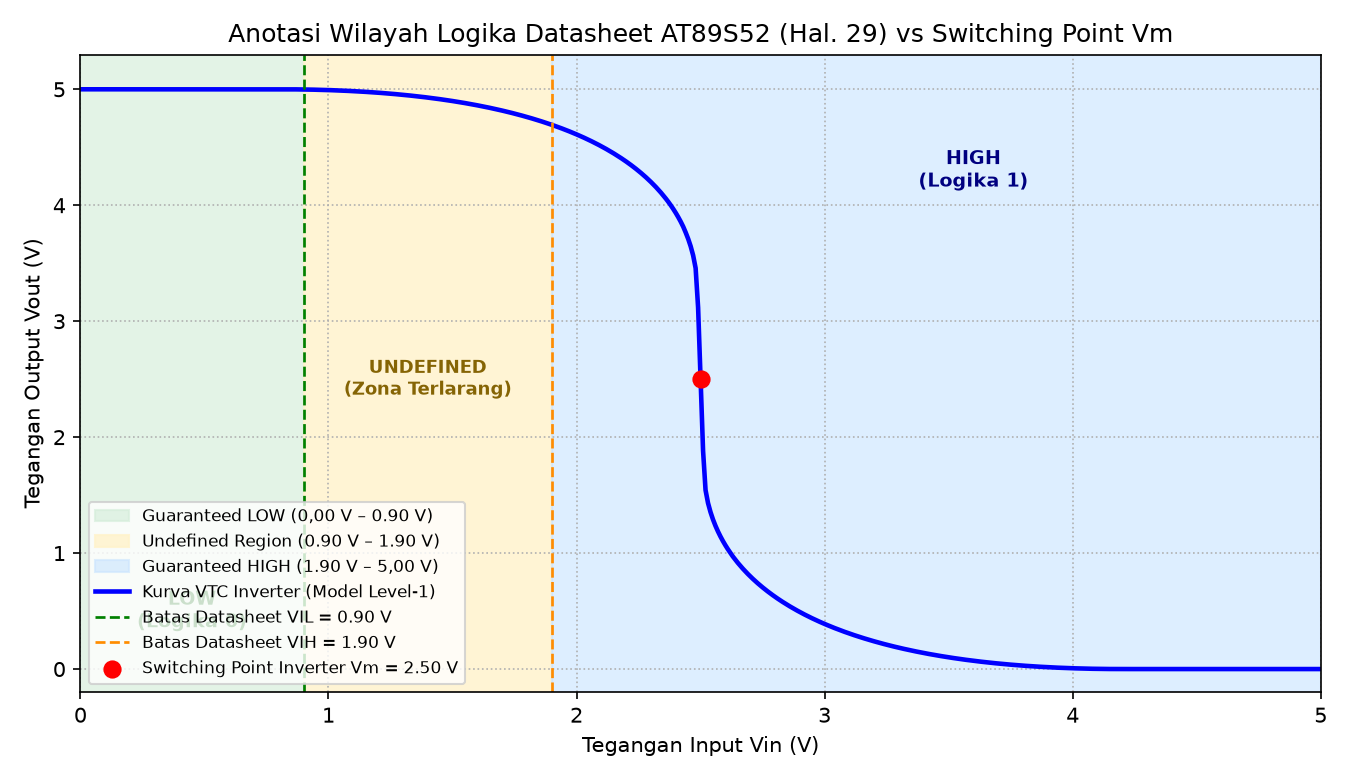 Anotasi Wilayah Logika Datasheet AT89S52 (Hal. 29) vs Switching Point Vm
Tegangan Output Vout (V)
5
4
3
2
1
0
HIGH
(Logika 1)
UNDEFINED
(Zona Terlarang)
LOW
(Logika 0)
Guaranteed LOW (0,00 V – 0.90 V)
Undefined Region (0.90 V – 1.90 V)
Guaranteed HIGH (1.90 V – 5,00 V)
Kurva VTC Inverter (Model Level-1)
Batas Datasheet VIL = 0.90 V
Batas Datasheet VIH = 1.90 V
Switching Point Inverter Vm = 2.50 V
0 1 2 3 4 5
Tegangan Input Vin (V)